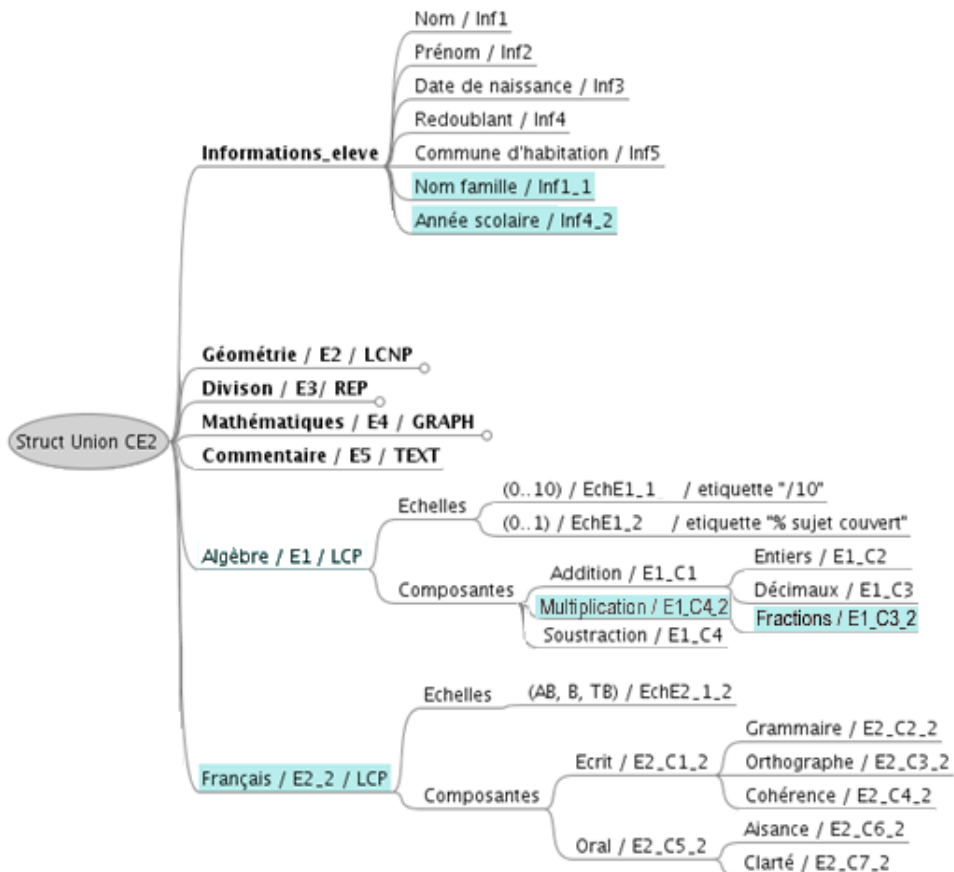 Nom / Inf1
Prénom / Inf2
Date de naissance / Inf3
Redoublant / Inf4
Informations_eleve
Commune d'habitation / Inf5
Nom famille / Inf1_1
Année scolaire / Inf4_2
Géométrie / E2 / LCNP
Divison / E3/ REP
Mathématiques / E4 / GRAPH
Struct Union CE2
Commentaire / E5 / TEXT
Echelles
(0..10) / EchE1_1 / etiquette "/10"
(0..1) / EchE1_2 / etiquette "% sujet couvert"
Algèbre / E1 / LCP
Composantes
Addition / E1_C1
Entiers / E1_C2
Décimaux / E1_C3
Fractions / E1_C3_2
Multiplication / E1_C4_2
Soustraction / E1_C4
Français / E2_2 / LCP
Echelles
(AB, B, TB) / EchE2_1_2
Composantes
Ecrit / E2_C1_2
Grammaire / E2_C2_2
Orthographe / E2_C3_2
Cohérence / E2_C4_2
Oral / E2_C5_2
Aisance / E2_C6_2
Clarté / E2_C7_2